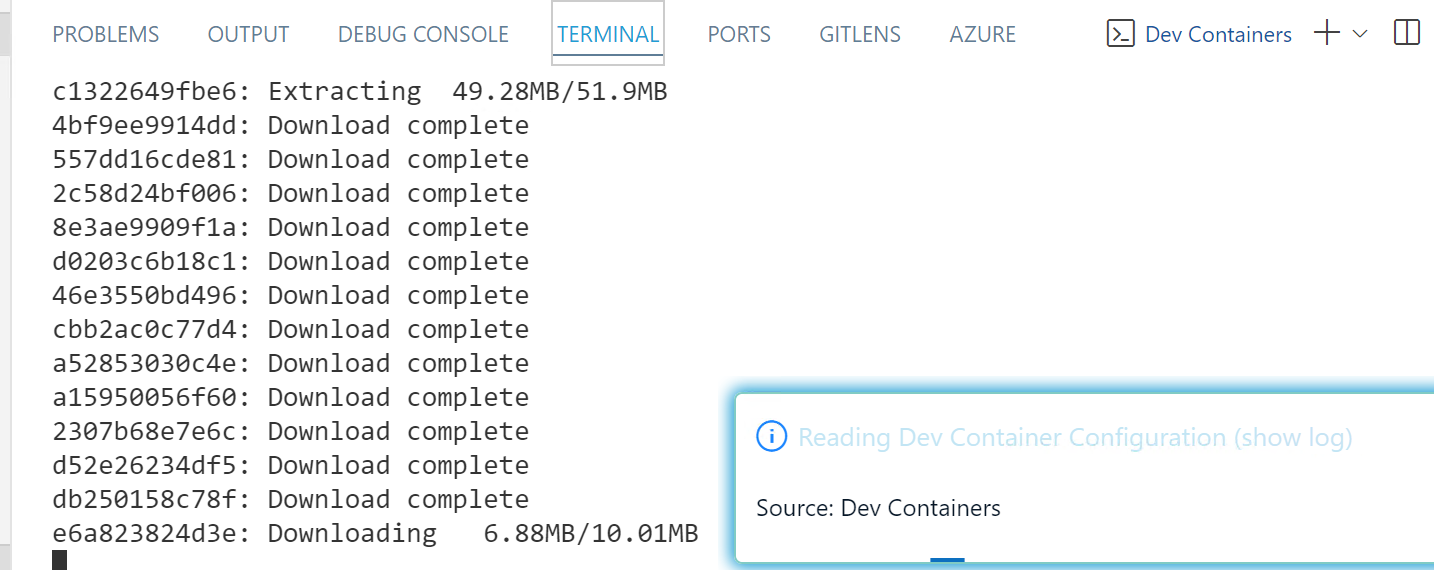 PROBLEMS OUTPUT DEBUG CONSOLE TERMINAL PORTS GITLENS AZURE Dev Containers
c1322649fbe6: Extracting  49.28MB/51.9MB
4bf9ee9914dd: Download complete
557dd16cde81: Download complete
2c58d24bf006: Download complete
8e3ae9909f1a: Download complete
d0203c6b18c1: Download complete
46e3550bd496: Download complete
cbb2ac0c77d4: Download complete
a52853030c4e: Download complete
a15950056f60: Download complete
2307b68e7e6c: Download complete
d52e26234df5: Download complete
db250158c78f: Download complete
e6a823824d3e: Downloading   6.88MB/10.01MB
Reading Dev Container Configuration (show log)
Source: Dev Containers